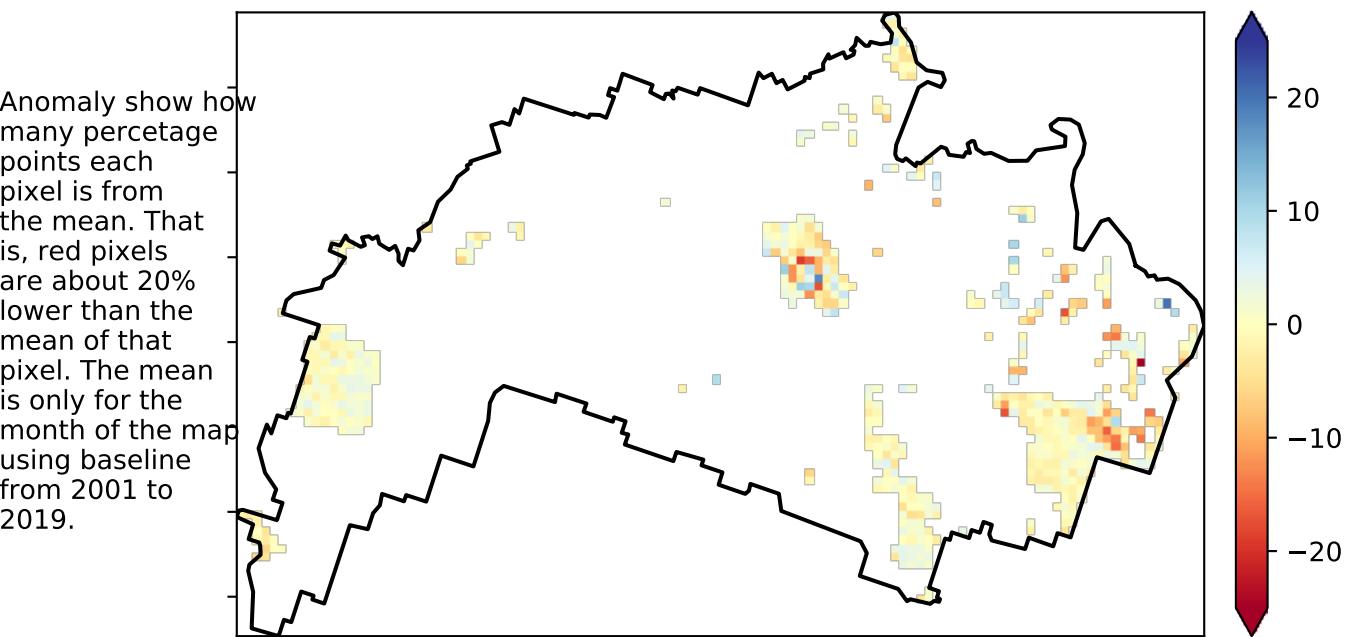 Anomaly show how
many percetage
points each
pixel is from
the mean. That
is, red pixels
are about 20%
lower than the
mean of that
pixel. The mean
is only for the
month of the map
using baseline
from 2001 to
2019.
20
10
0
−10
−20